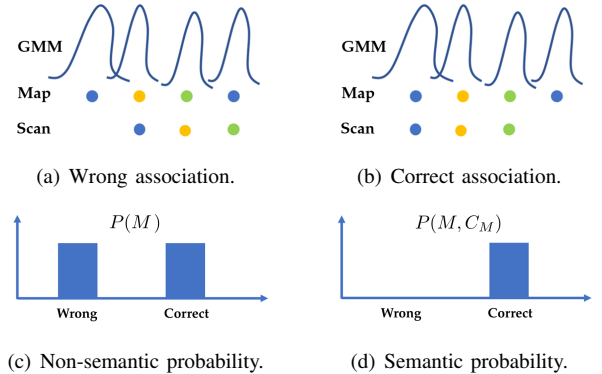 GMM
Map
Scan
(a) Wrong association.
GMM
Map
Scan
(b) Correct association.
P(M)
Wrong Correct
(c) Non-semantic probability.
P(M, C_M)
Wrong Correct
(d) Semantic probability.